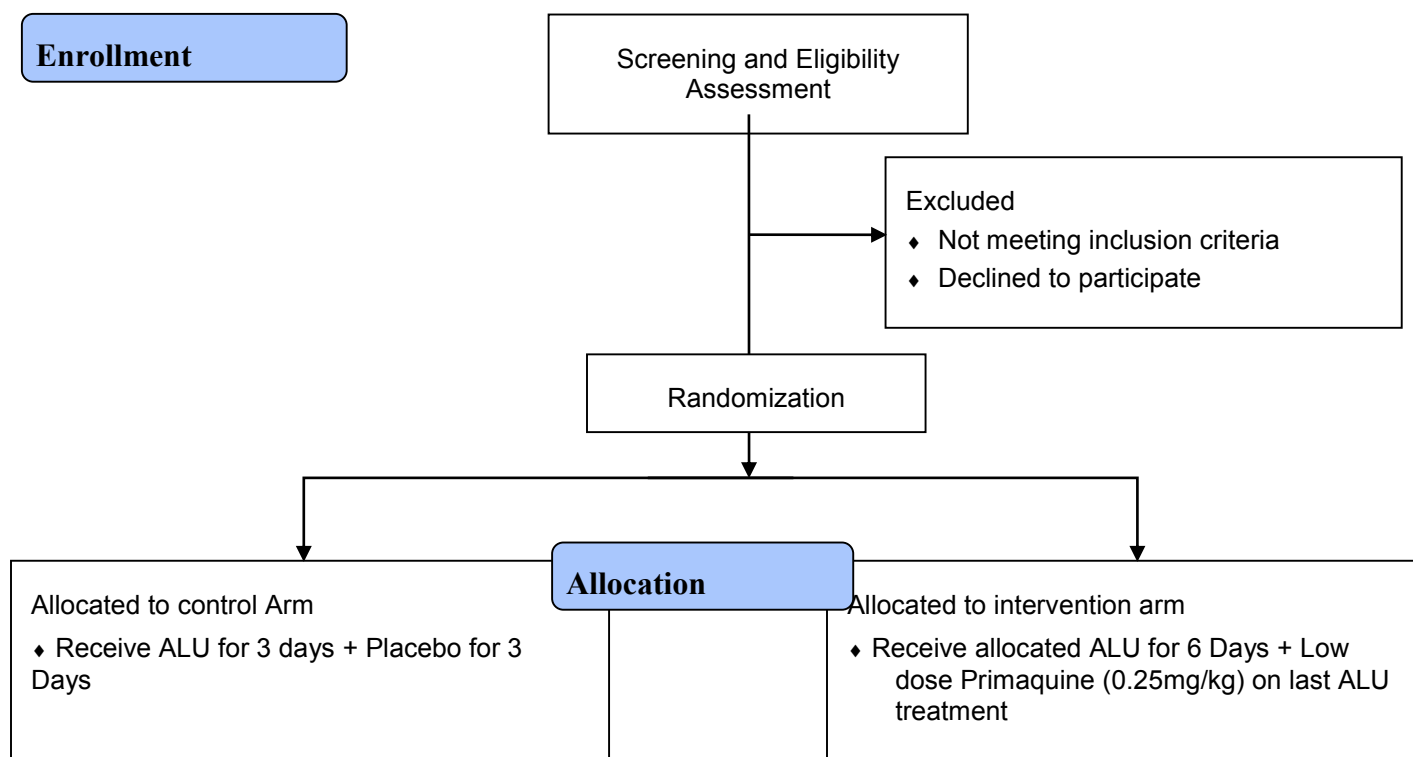 Enrollment
Screening and Eligibility
Assessment
Excluded
♦ Not meeting inclusion criteria
♦ Declined to participate
Randomization
Allocation
Allocated to control Arm
♦ Receive ALU for 3 days + Placebo for 3
Days
Allocated to intervention arm
♦ Receive allocated ALU for 6 Days + Low
dose Primaquine (0.25mg/kg) on last ALU
treatment